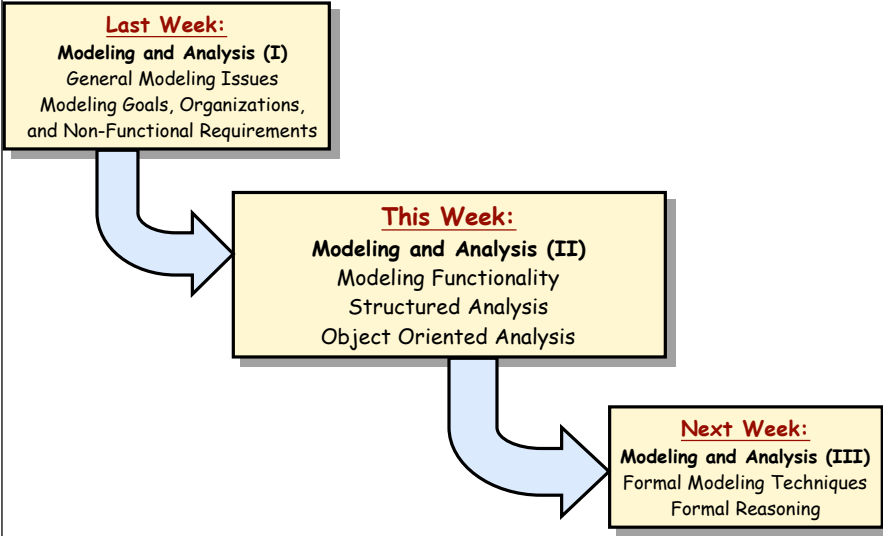 Last Week:
Modeling and Analysis (I)
General Modeling Issues
Modeling Goals, Organizations,
and Non-Functional Requirements
This Week:
Modeling and Analysis (II)
Modeling Functionality
Structured Analysis
Object Oriented Analysis
Next Week:
Modeling and Analysis (III)
Formal Modeling Techniques
Formal Reasoning